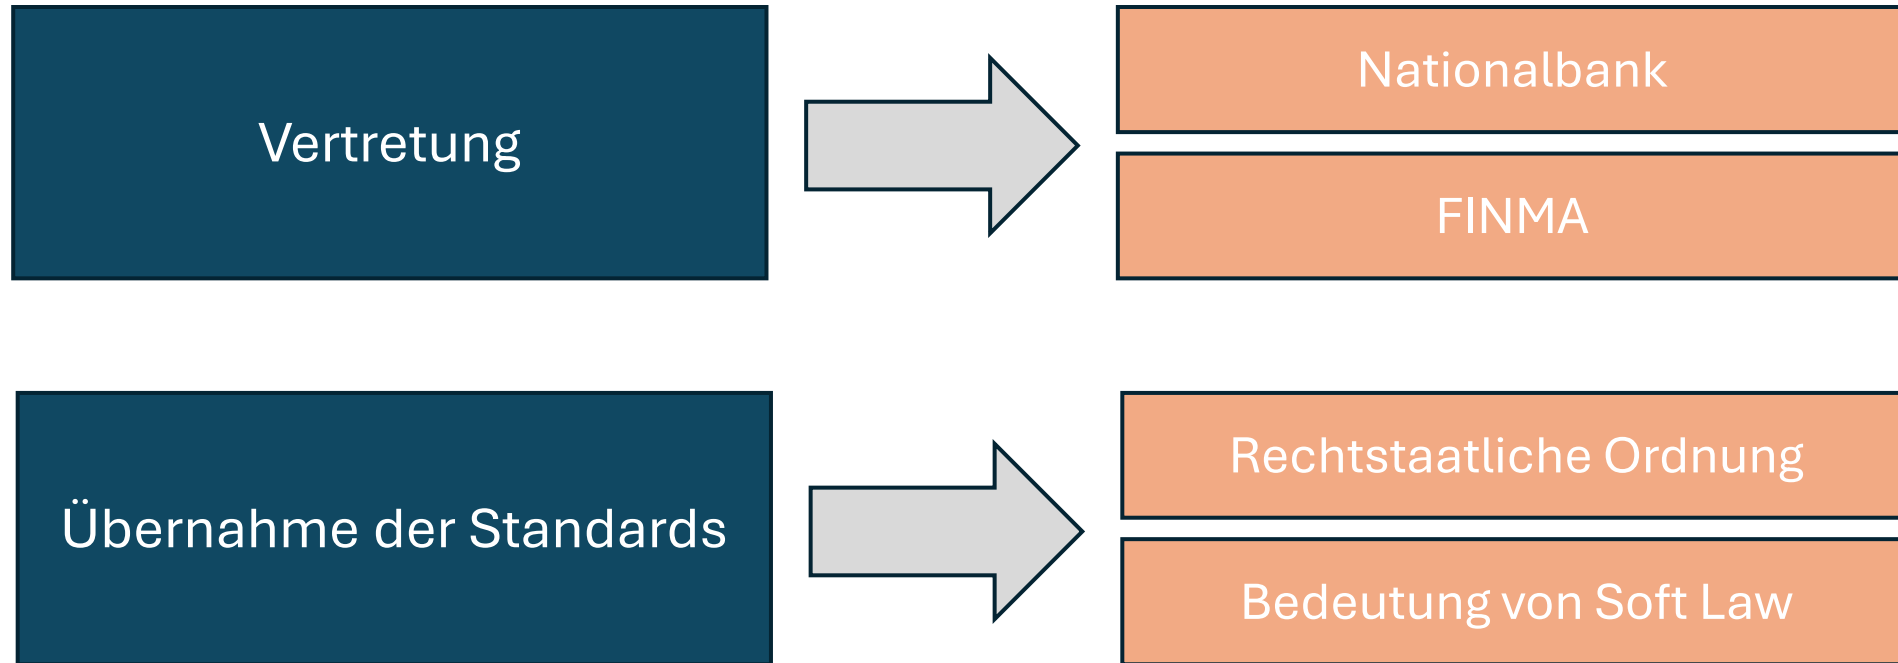 Vertretung
Nationalbank
FINMA
Übernahme der Standards
Rechtstaatliche Ordnung
Bedeutung von Soft Law